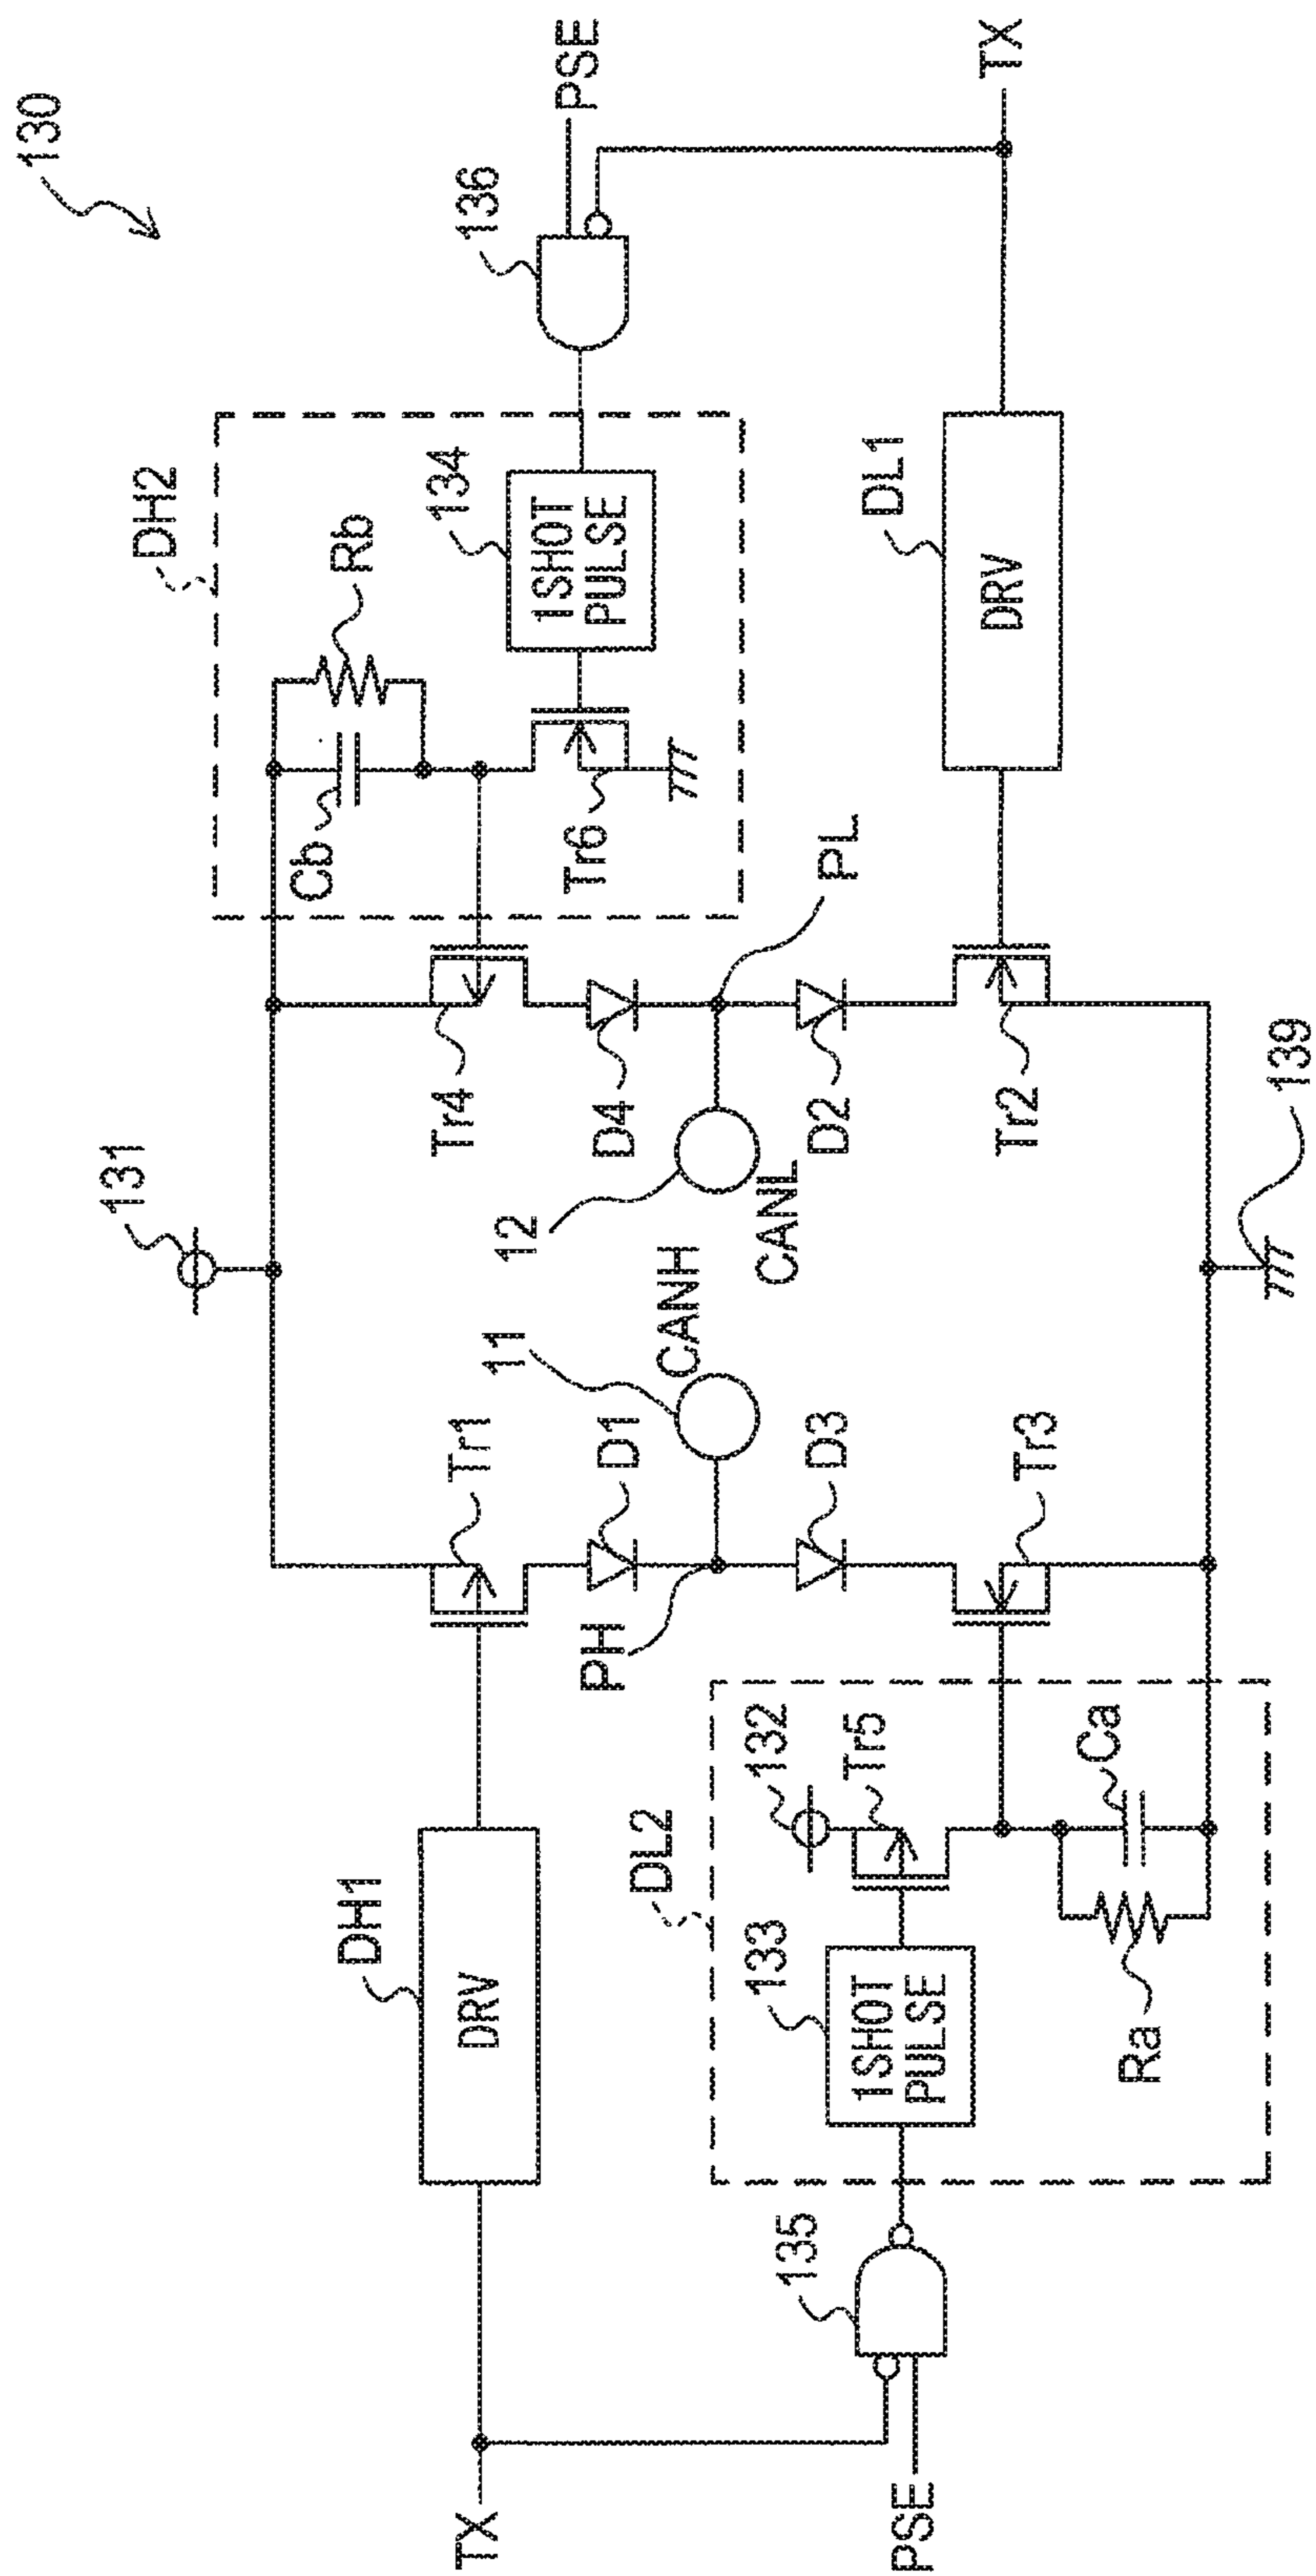 130
131
DH1
DRV
TX
Tr1
D1
PH
11
CANH
D3
Tr3
DL2
132
Tr5
133
1SHOT
PULSE
Ca
Ra
135
PSE
DH2
Cb
Rb
134
1SHOT
PULSE
Tr6
136
PSE
Tr4
D4
12
CANL
PL
D2
Tr2
DL1
DRV
TX
139